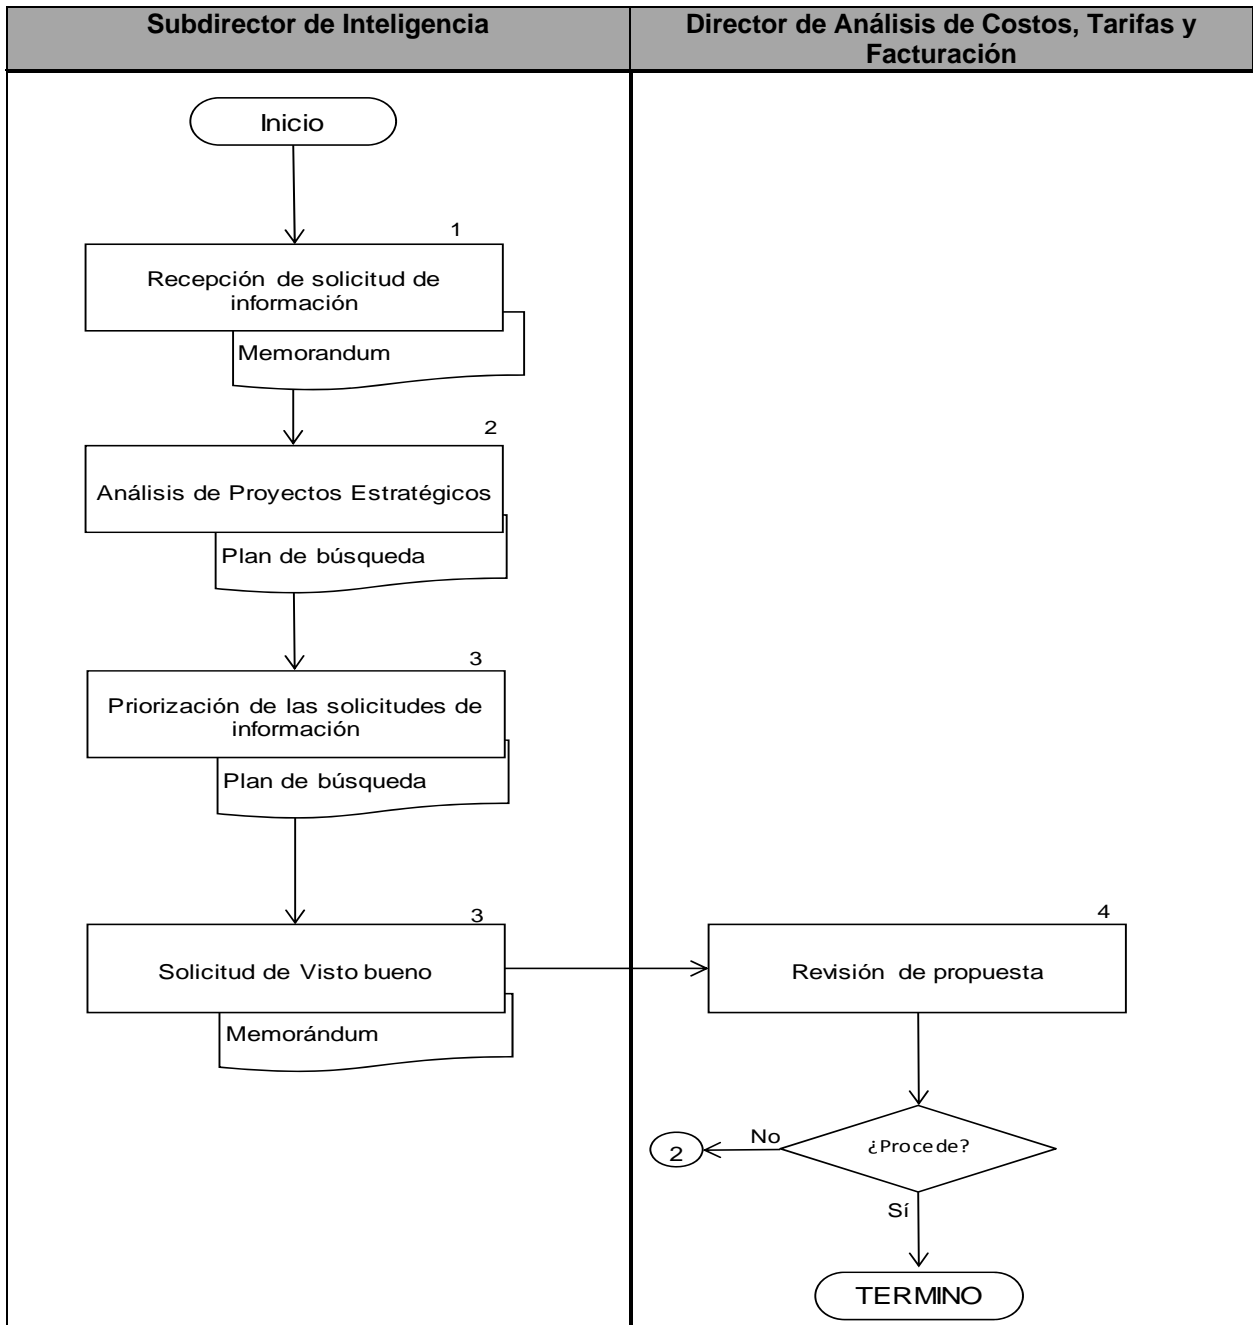 Subdirector de Inteligencia
Director de Análisis de Costos, Tarifas y
Facturación
Inicio
1
Recepción de solicitud de
información
Memorandum
2
Análisis de Proyectos Estratégicos
Plan de búsqueda
3
Priorización de las solicitudes de
información
Plan de búsqueda
3
Solicitud de Visto bueno
Memorándum
4
Revisión de propuesta
¿Procede?
No
2
Sí
TERMINO